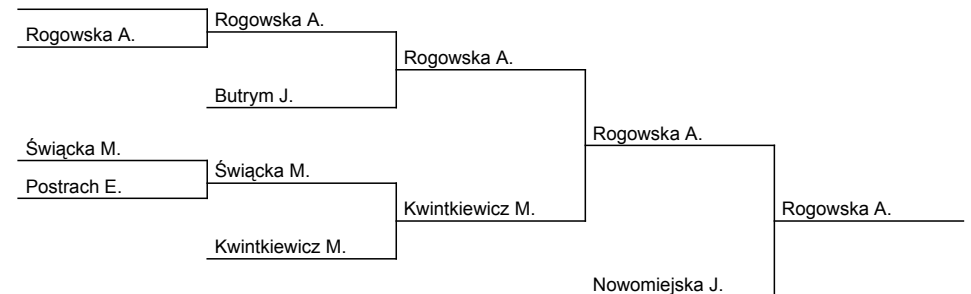 Rogowska A.
Rogowska A.
Rogowska A.
Butrym J.
Rogowska A.
Świącka M.
Świącka M.
Postrach E.
Kwintkiewicz M.
Rogowska A.
Kwintkiewicz M.
Nowomiejska J.